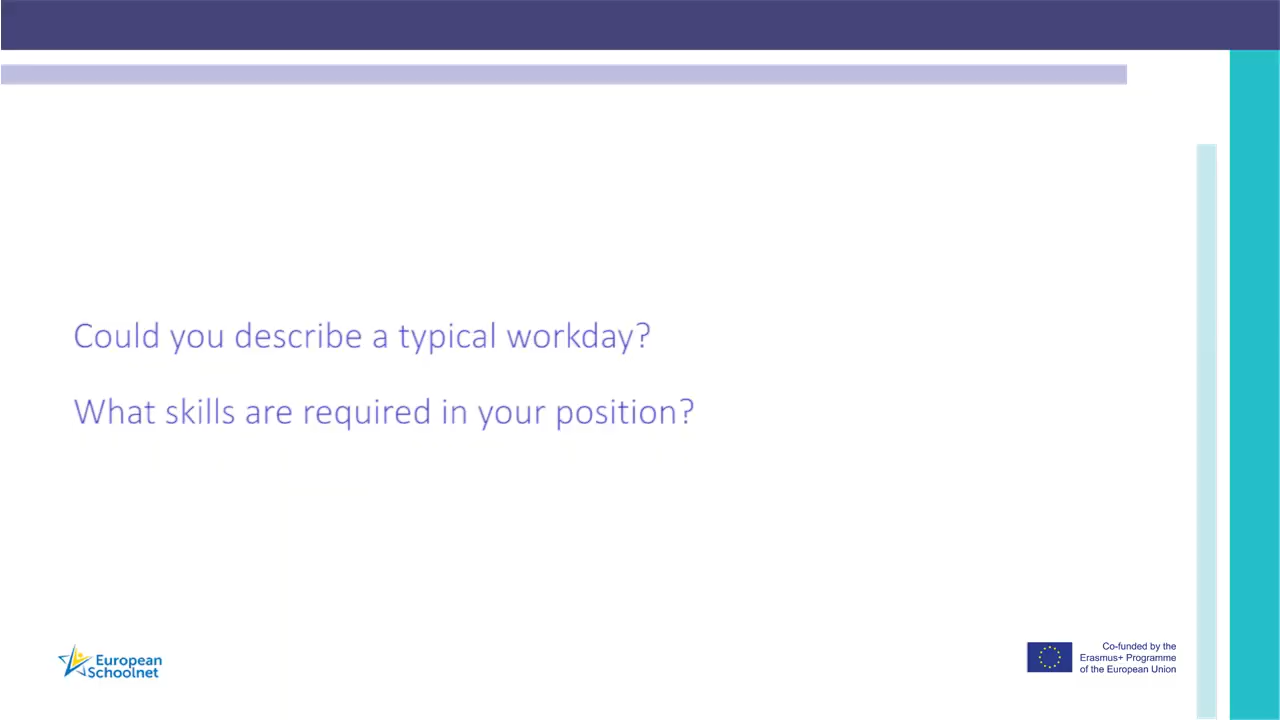 Could you describe a typical workday?
What skills are required in your position?
European
Schoolnet
Co-funded by the
Erasmus+ Programme
of the European Union